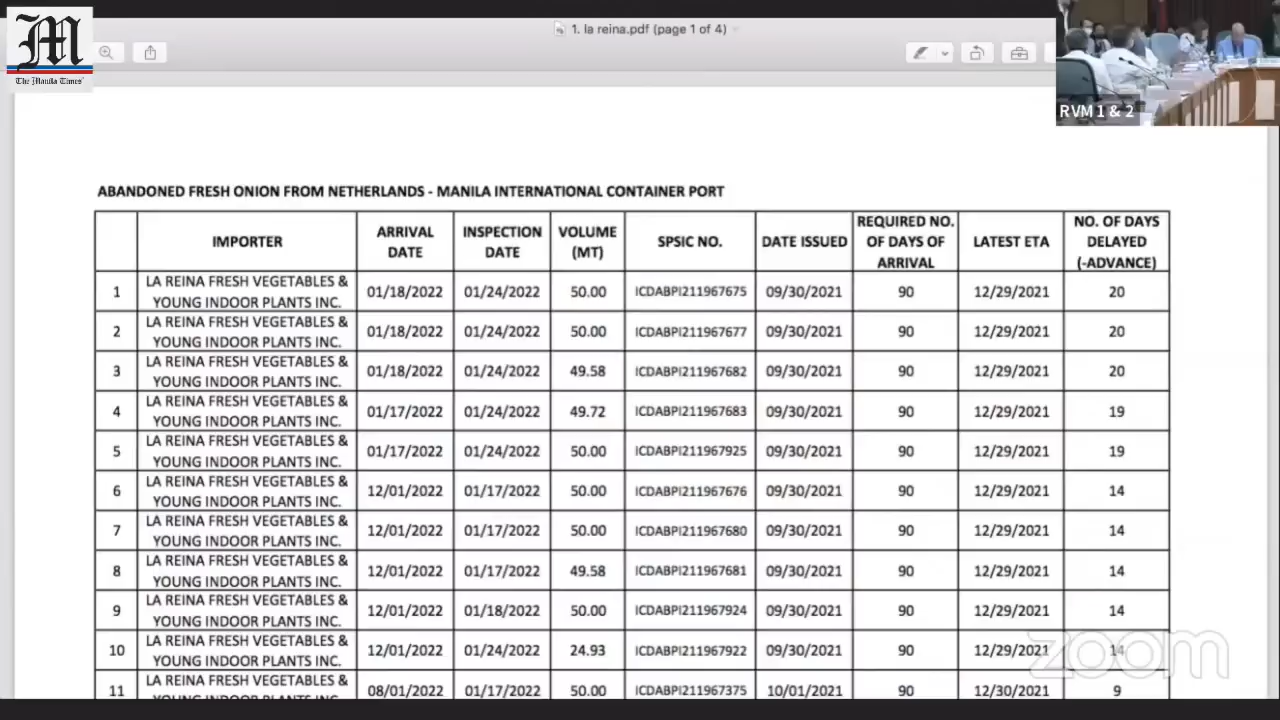 M
The Manila Times
1. la reina.pdf (page 1 of 4)
RVM 1 & 2
ABANDONED FRESH ONION FROM NETHERLANDS - MANILA INTERNATIONAL CONTAINER PORT
IMPORTER ARRIVAL DATE INSPECTION DATE VOLUME (MT) SPSIC NO. DATE ISSUED REQUIRED NO. OF DAYS OF ARRIVAL LATEST ETA NO. OF DAYS DELAYED (-ADVANCE)
1 LA REINA FRESH VEGETABLES & YOUNG INDOOR PLANTS INC. 01/18/2022 01/24/2022 50.00 ICDABPI211967675 09/30/2021 90 12/29/2021 20
2 LA REINA FRESH VEGETABLES & YOUNG INDOOR PLANTS INC. 01/18/2022 01/24/2022 50.00 ICDABPI211967677 09/30/2021 90 12/29/2021 20
3 LA REINA FRESH VEGETABLES & YOUNG INDOOR PLANTS INC. 01/18/2022 01/24/2022 49.58 ICDABPI211967682 09/30/2021 90 12/29/2021 20
4 LA REINA FRESH VEGETABLES & YOUNG INDOOR PLANTS INC. 01/17/2022 01/24/2022 49.72 ICDABPI211967683 09/30/2021 90 12/29/2021 19
5 LA REINA FRESH VEGETABLES & YOUNG INDOOR PLANTS INC. 01/17/2022 01/24/2022 50.00 ICDABPI211967925 09/30/2021 90 12/29/2021 19
6 LA REINA FRESH VEGETABLES & YOUNG INDOOR PLANTS INC. 12/01/2022 01/17/2022 50.00 ICDABPI211967676 09/30/2021 90 12/29/2021 14
7 LA REINA FRESH VEGETABLES & YOUNG INDOOR PLANTS INC. 12/01/2022 01/17/2022 50.00 ICDABPI211967680 09/30/2021 90 12/29/2021 14
8 LA REINA FRESH VEGETABLES & YOUNG INDOOR PLANTS INC. 12/01/2022 01/17/2022 49.58 ICDABPI211967681 09/30/2021 90 12/29/2021 14
9 LA REINA FRESH VEGETABLES & YOUNG INDOOR PLANTS INC. 12/01/2022 01/18/2022 50.00 ICDABPI211967924 09/30/2021 90 12/29/2021 14
10 LA REINA FRESH VEGETABLES & YOUNG INDOOR PLANTS INC. 12/01/2022 01/24/2022 24.93 ICDABPI211967922 09/30/2021 90 12/29/2021 14
11 LA REINA FRESH VEGETABLES & YOUNG INDOOR PLANTS INC. 08/01/2022 01/17/2022 50.00 ICDABPI211967375 10/01/2021 90 12/30/2021 9
zoom